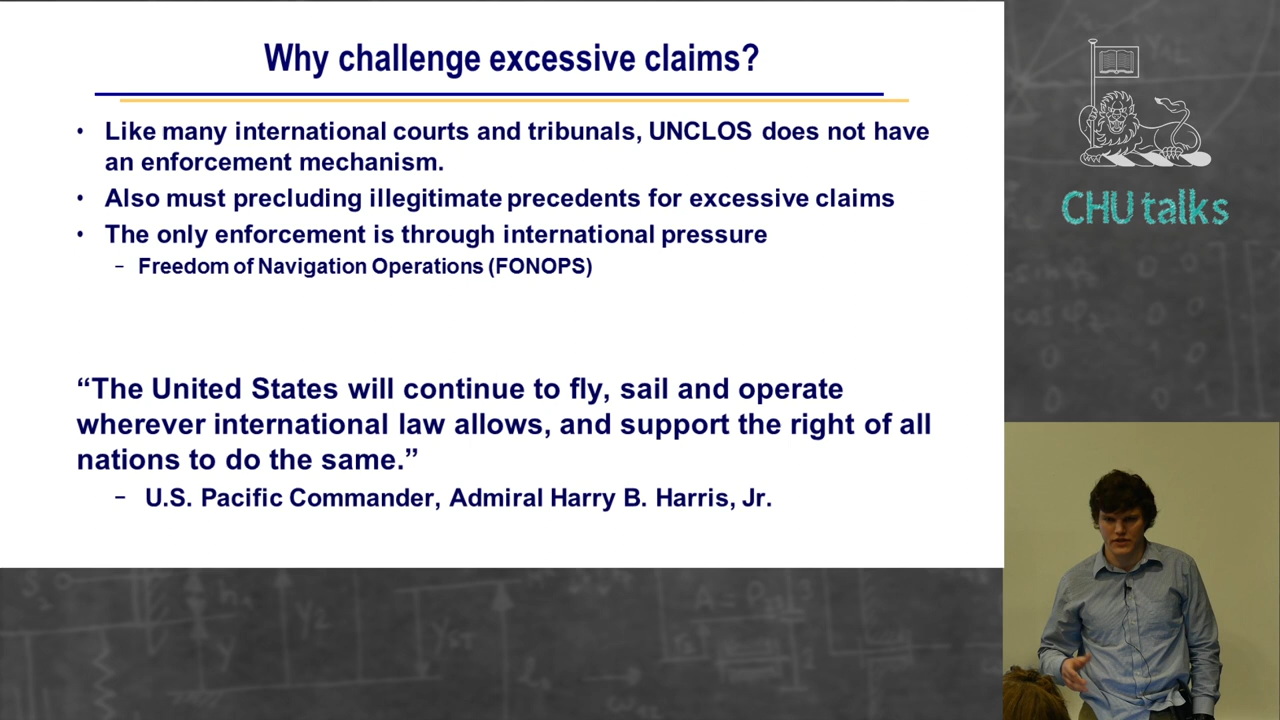 Why challenge excessive claims?
• Like many international courts and tribunals, UNCLOS does not have
an enforcement mechanism.
• Also must precluding illegitimate precedents for excessive claims
• The only enforcement is through international pressure
– Freedom of Navigation Operations (FONOPS)
“The United States will continue to fly, sail and operate
wherever international law allows, and support the right of all
nations to do the same.”
– U.S. Pacific Commander, Admiral Harry B. Harris, Jr.
CHU talks